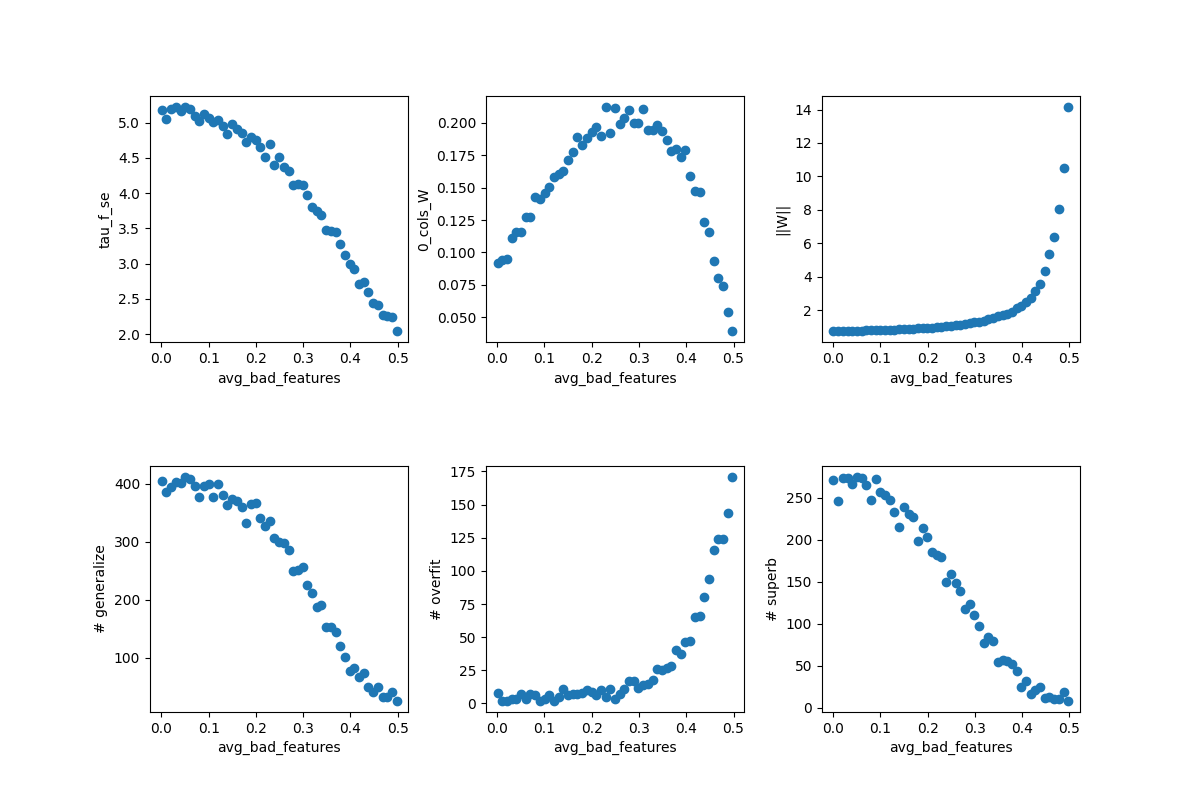 5.0
4.5
4.0
3.5
3.0
2.5
2.0
tau_f_se
0.0 0.1 0.2 0.3 0.4 0.5
avg_bad_features
0.200
0.175
0.150
0.125
0.100
0.075
0.050
0_cols_W
0.0 0.1 0.2 0.3 0.4 0.5
avg_bad_features
14
12
10
8
6
4
2
||W||
0.0 0.1 0.2 0.3 0.4 0.5
avg_bad_features
400
300
200
100
# generalize
0.0 0.1 0.2 0.3 0.4 0.5
avg_bad_features
175
150
125
100
75
50
25
0
# overfit
0.0 0.1 0.2 0.3 0.4 0.5
avg_bad_features
250
200
150
100
50
0
# superb
0.0 0.1 0.2 0.3 0.4 0.5
avg_bad_features